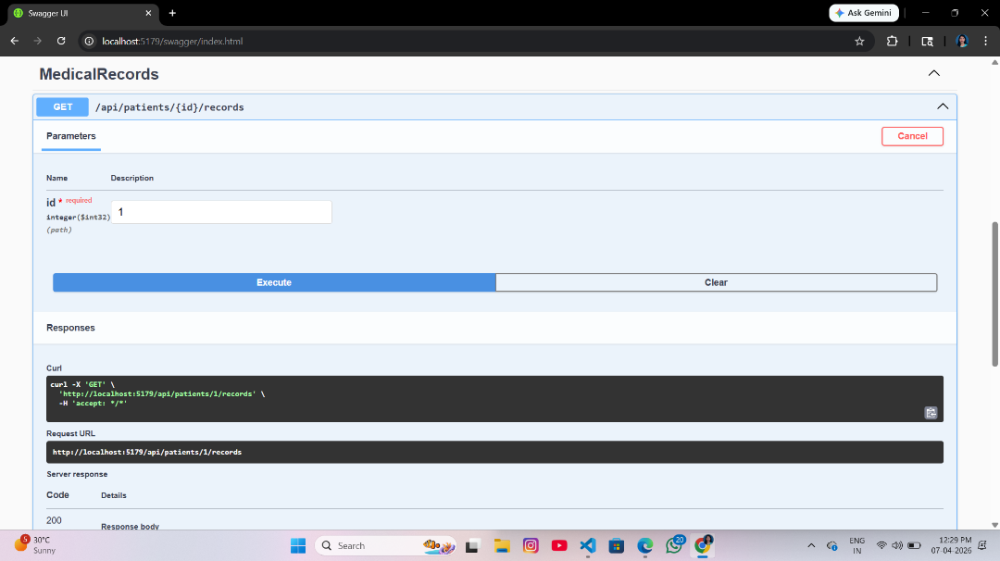 Swagger UI
Ask Gemini
localhost:5179/swagger/index.html
MedicalRecords
GET /api/patients/{id}/records
Parameters
Cancel
Name Description
id * required
integer($int32)
(path)
1
Execute Clear
Responses
Curl
curl -X 'GET' \
'http://localhost:5179/api/patients/1/records' \
-H 'accept: */*'
Request URL
http://localhost:5179/api/patients/1/records
Server response
Code Details
200
Response body
5
30°C
Sunny
Search
20
ENG
IN
12:29 PM
07-04-2026